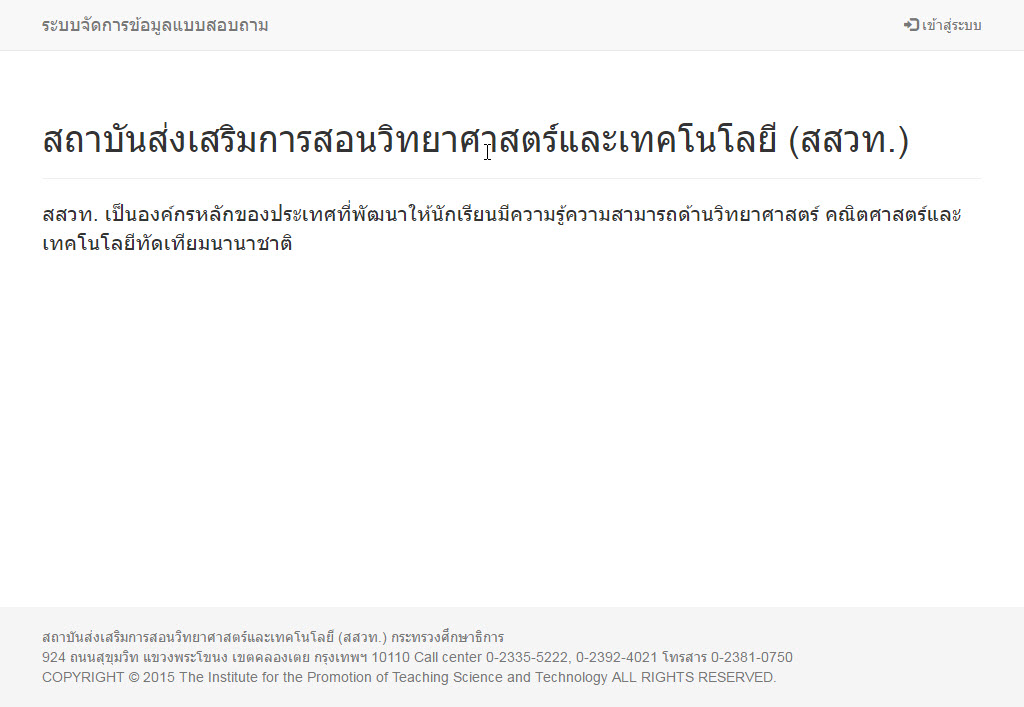 ระบบจัดการข้อมูลแบบสอบถาม
เข้าสู่ระบบ
สถาบันส่งเสริมการสอนวิทยาศาสตร์และเทคโนโลยี (สสวท.)
สสวท. เป็นองค์กรหลักของประเทศที่พัฒนาให้นักเรียนมีความรู้ความสามารถด้านวิทยาศาสตร์ คณิตศาสตร์และ
เทคโนโลยีทัดเทียมนานาชาติ
สถาบันส่งเสริมการสอนวิทยาศาสตร์และเทคโนโลยี (สสวท.) กระทรวงศึกษาธิการ
924 ถนนสุขุมวิท แขวงพระโขนง เขตคลองเตย กรุงเทพฯ 10110 Call center 0-2335-5222, 0-2392-4021 โทรสาร 0-2381-0750
COPYRIGHT © 2015 The Institute for the Promotion of Teaching Science and Technology ALL RIGHTS RESERVED.